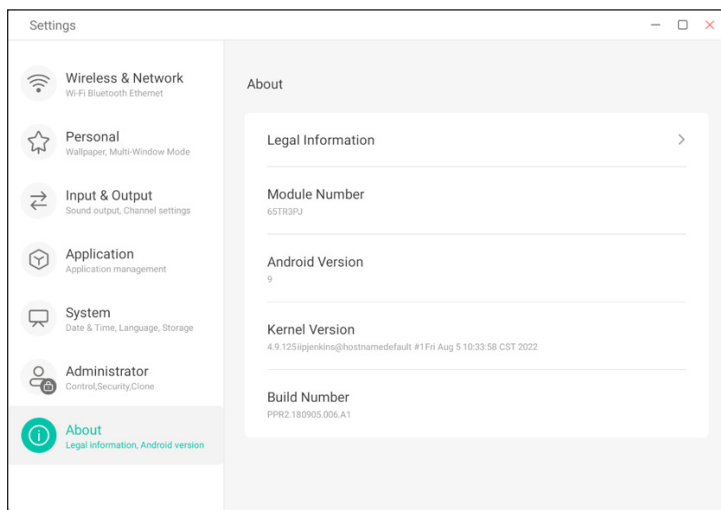 Settings
Wireless & Network
Wi-Fi Bluetooth Ethernet
Personal
Wallpaper, Multi-Window Mode
Input & Output
Sound output, Channel settings
Application
Application management
System
Date & Time, Language, Storage
Administrator
Control,Security,Clone
About
Legal information, Android version
About
Legal Information
Module Number
65TR3PJ
Android Version
9
Kernel Version
4.9.125iipjenkins@hostnamedefault #1Fri Aug 5 10:33:58 CST 2022
Build Number
PPR2.180905.006.A1